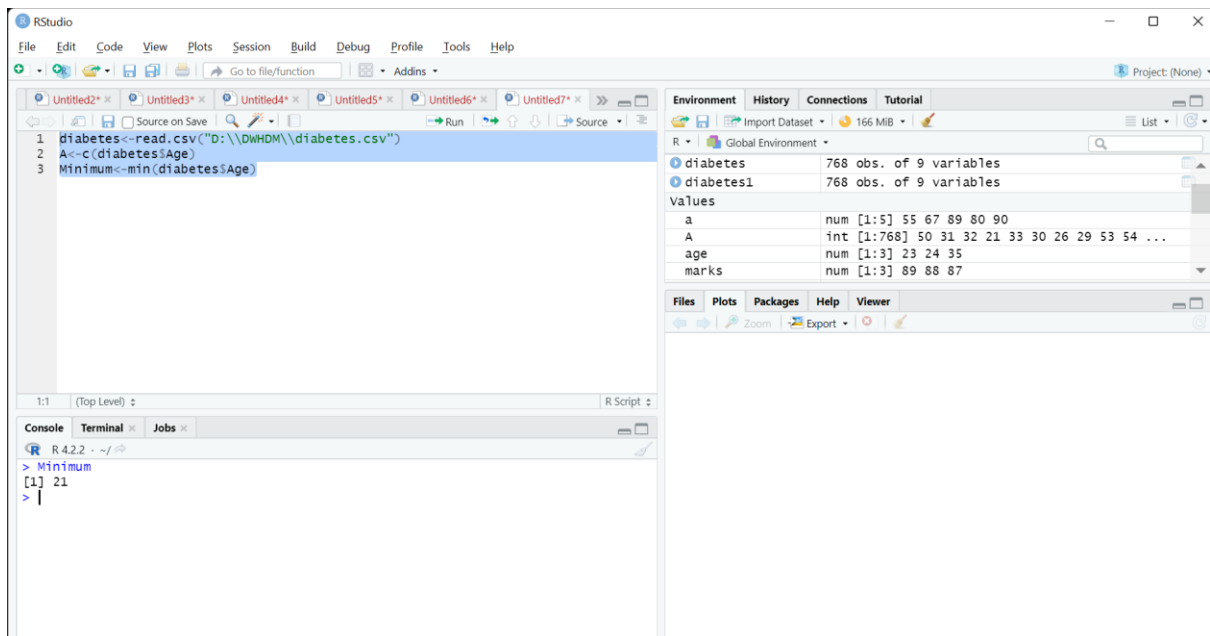 RStudio
File Edit Code View Plots Session Build Debug Profile Tools Help
Go to file/function Addins Project: (None)
Untitled2* Untitled3* Untitled4* Untitled5* Untitled6* Untitled7*
Source on Save Run Source
1 diabetes<-read.csv("D:\\DWHDM\\diabetes.csv")
2 A<-c(diabetes$Age)
3 Minimum<-min(diabetes$Age)
1:1 (Top Level) R Script
Console Terminal Jobs
R 4.2.2 · ~/
> Minimum
[1] 21
>
Environment History Connections Tutorial
Import Dataset 166 MiB List
R Global Environment
diabetes 768 obs. of 9 variables
diabetes1 768 obs. of 9 variables
Values
a num [1:5] 55 67 89 80 90
A int [1:768] 50 31 32 21 33 30 26 29 53 54 ...
age num [1:3] 23 24 35
marks num [1:3] 89 88 87
Files Plots Packages Help Viewer
Zoom Export